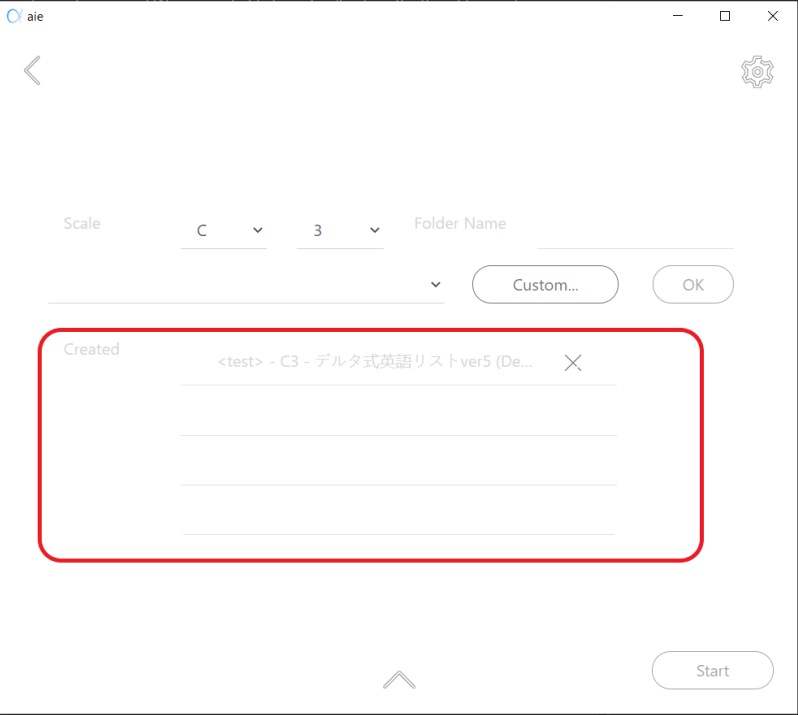 aie
Scale
C
3
Folder Name
Custom...
OK
Created
<test> - C3 - デルタ式英語リストver5 (De...
Start